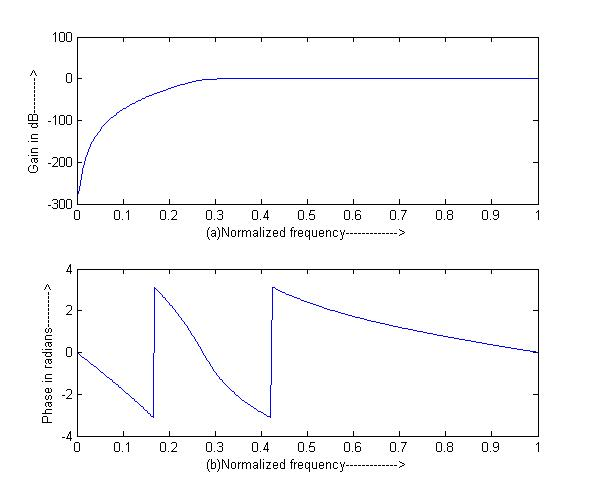 100
0
-100
-200
-300
Gain in dB---------->
0 0.1 0.2 0.3 0.4 0.5 0.6 0.7 0.8 0.9 1
(a)Normalized frequency------------->
4
2
0
-2
-4
Phase in radians---------->
0 0.1 0.2 0.3 0.4 0.5 0.6 0.7 0.8 0.9 1
(b)Normalized frequency------------->